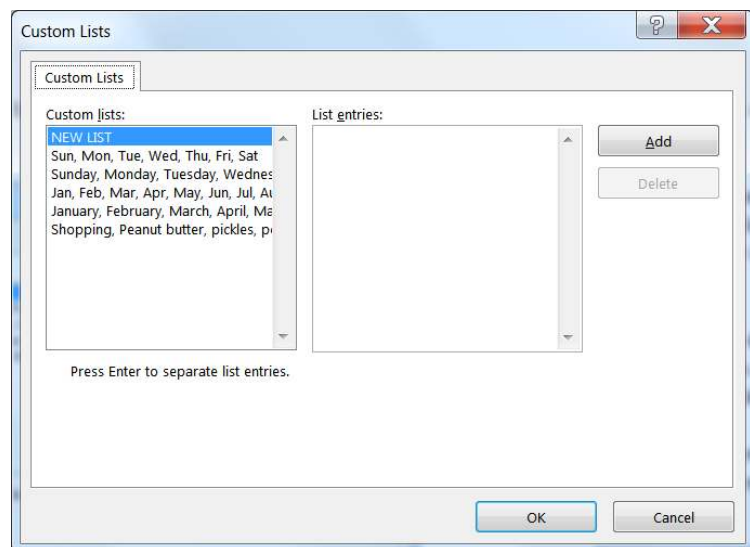 Custom Lists
Custom Lists
Custom lists:
NEW LIST
Sun, Mon, Tue, Wed, Thu, Fri, Sat
Sunday, Monday, Tuesday, Wednes
Jan, Feb, Mar, Apr, May, Jun, Jul, Au
January, February, March, April, Ma
Shopping, Peanut butter, pickles, p
List entries:
Add
Delete
Press Enter to separate list entries.
OK
Cancel